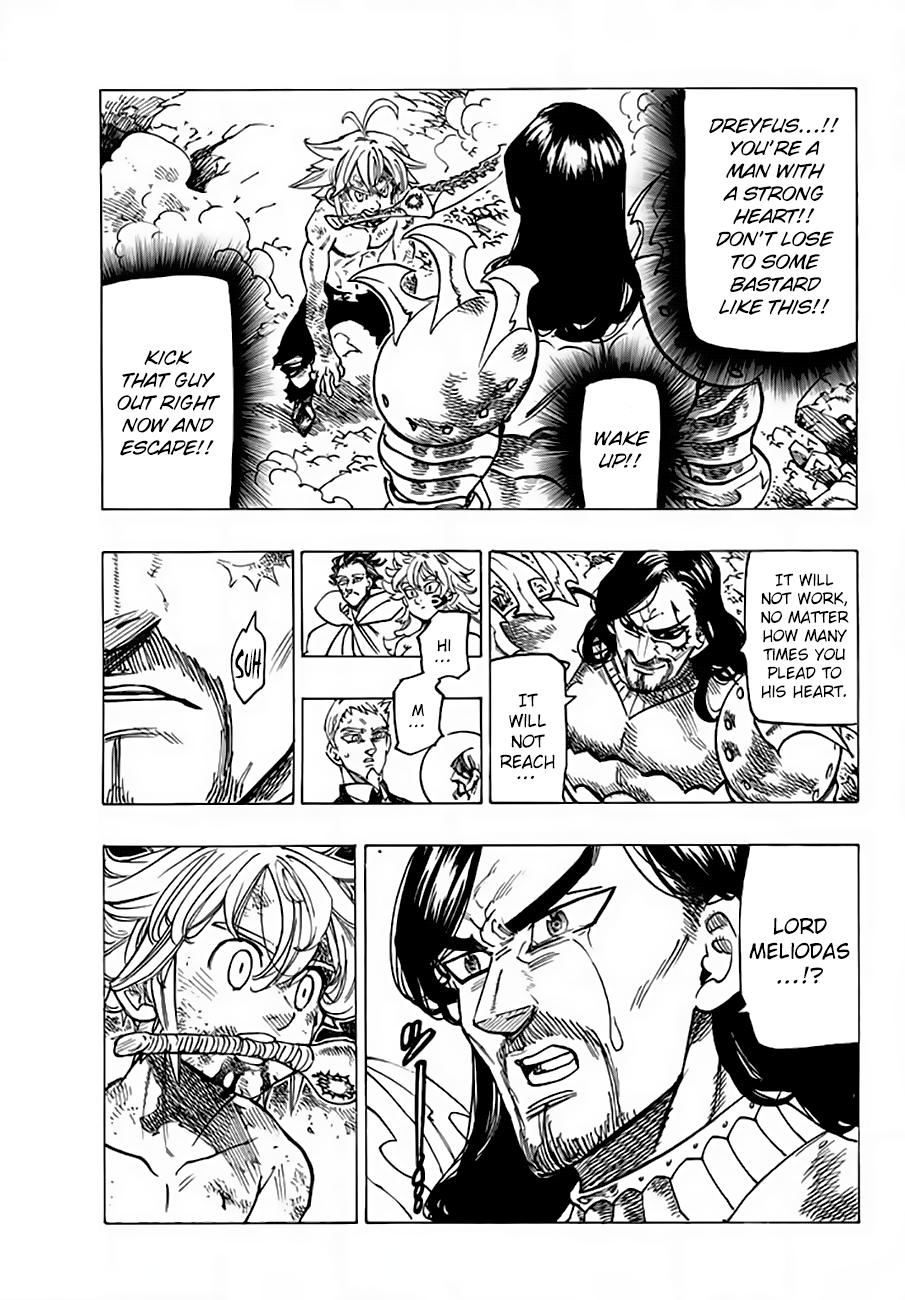 DREYFUS...!!
YOU'RE A
MAN WITH
A STRONG
HEART!!
DON'T LOSE
TO SOME
BASTARD
LIKE THIS!!
WAKE
UP!!
KICK
THAT GUY
OUT RIGHT
NOW AND
ESCAPE!!
IT WILL
NOT WORK,
NO MATTER
HOW MANY
TIMES YOU
PLEAD TO
HIS HEART.
IT
WILL
NOT
REACH
...
HI
...
M
...
SUH
LORD
MELIODAS
...!?